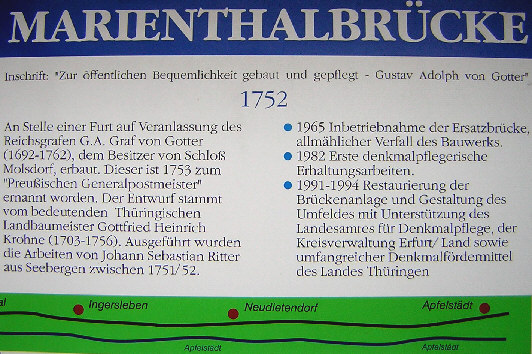 MARIENTHALBRÜCKE
Inschrift: "Zur öffentlichen Bequemlichkeit gebaut und gepflegt - Gustav Adolph von Gotter"
1752
An Stelle einer Furt auf Veranlassung des
Reichsgrafen G.A. Graf von Gotter
(1692-1762), dem Besitzer von Schloß
Molsdorf, erbaut. Dieser ist 1753 zum
"Preußischen Generalpostmeister"
ernannt worden. Der Entwurf stammt
vom bedeutenden Thüringischen
Landbaumeister Gottfried Heinrich
Krohne (1703-1756). Ausgeführt wurden
die Arbeiten von Johann Sebastian Ritter
aus Seebergen zwischen 1751/52.
• 1965 Inbetriebnahme der Ersatzbrücke,
allmählicher Verfall des Bauwerks.
• 1982 Erste denkmalpflegerische
Erhaltungsarbeiten.
• 1991-1994 Restaurierung der
Brückenanlage und Gestaltung des
Umfeldes mit Unterstützung des
Landesamtes für Denkmalpflege, der
Kreisverwaltung Erfurt/ Land sowie
umfangreicher Denkmalfördermittel
des Landes Thüringen
al Ingersleben Neudietendorf Apfelstädt
Apfelstädt Apfelstädt